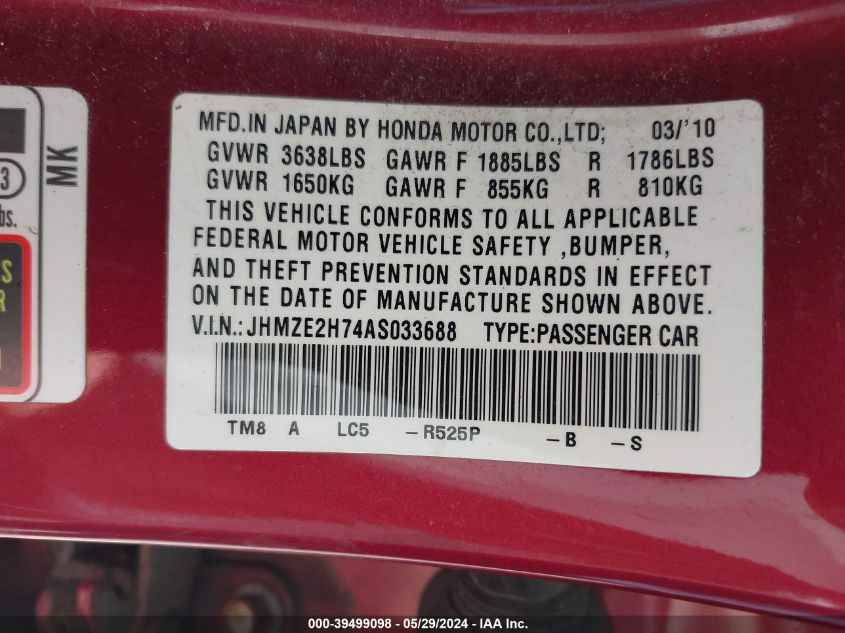 MFD.IN JAPAN BY HONDA MOTOR CO.,LTD; 03/'10
GVWR 3638LBS GAWR F 1885LBS R 1786LBS
GVWR 1650KG GAWR F 855KG R 810KG
THIS VEHICLE CONFORMS TO ALL APPLICABLE
FEDERAL MOTOR VEHICLE SAFETY ,BUMPER,
AND THEFT PREVENTION STANDARDS IN EFFECT
ON THE DATE OF MANUFACTURE SHOWN ABOVE.
V.I.N.:JHMZE2H74AS033688 TYPE:PASSENGER CAR
TM8 A LC5 -R525P -B -S
3
MK
bs.
S
R
000-39499098 - 05/29/2024 - IAA Inc.